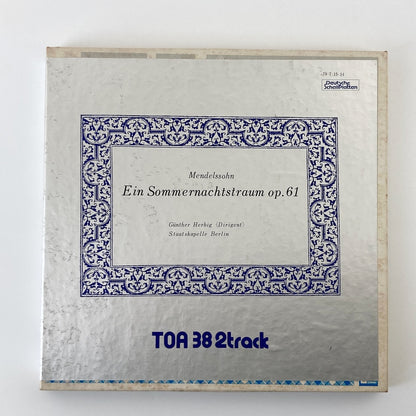 Deutsche
Schallplatten
Mendelssohn
Ein Sommernachtstraum op.61
Günther Herbig (Dirigent)
Staatskapelle Berlin
TOA 38 2track